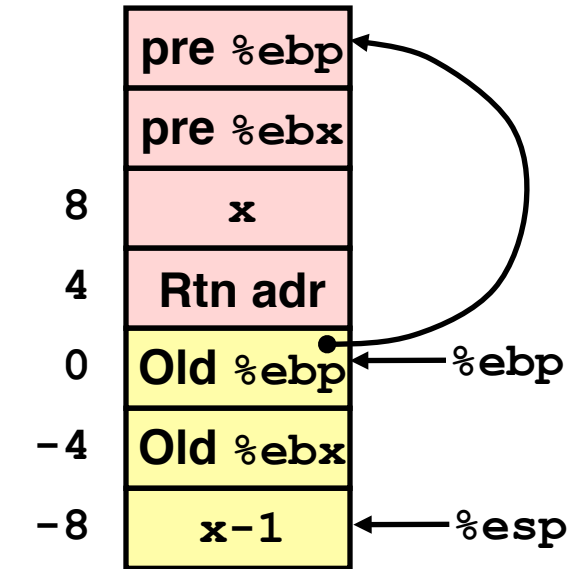 pre %ebp
pre %ebx
8 x
4 Rtn adr
0 Old %ebp %ebp
-4 Old %ebx
-8 x-1 %esp